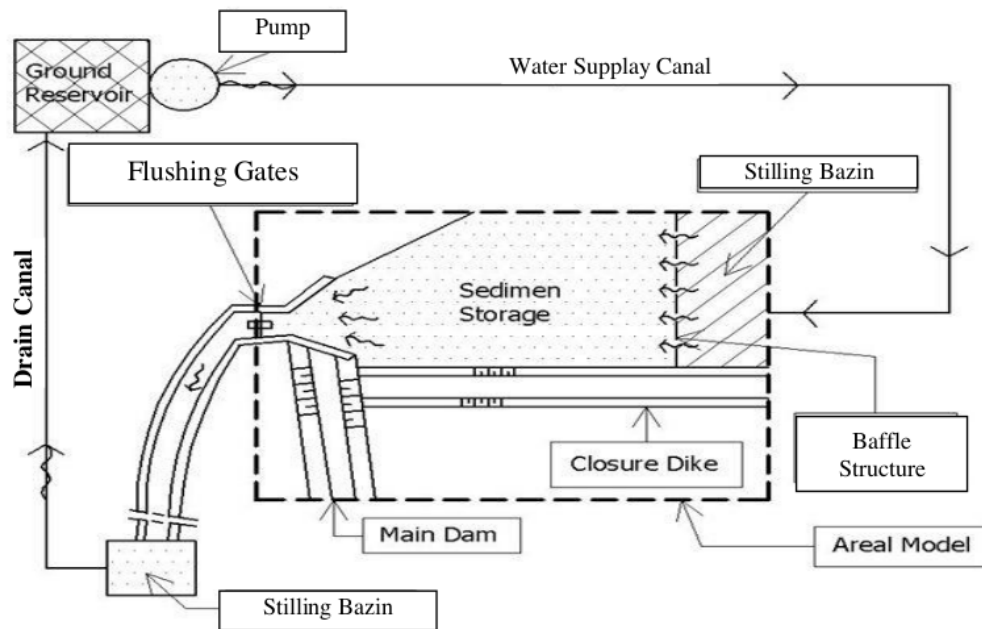 Pump
Ground
Reservoir
Water Supplay Canal
Flushing Gates
Stilling Bazin
Drain Canal
Sedimen
Storage
Baffle
Structure
Closure Dike
Main Dam
Areal Model
Stilling Bazin